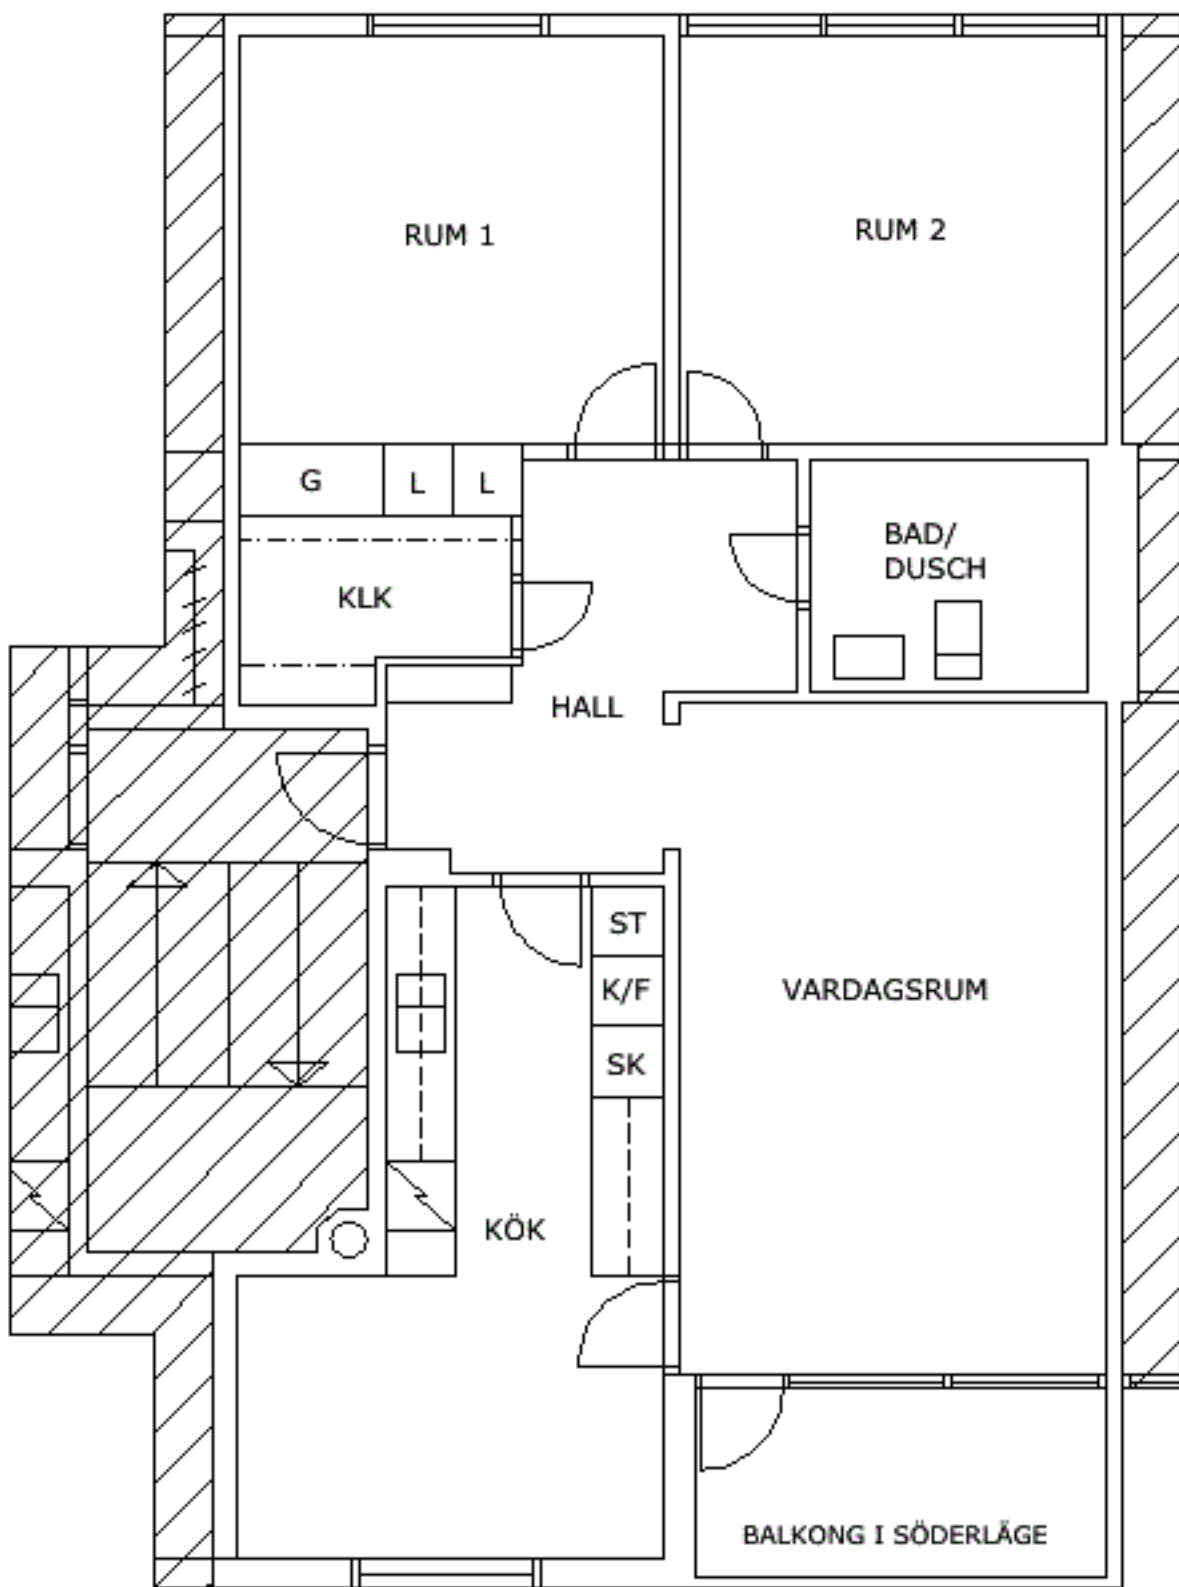 RUM 1
RUM 2
G
L
L
BAD/
DUSCH
KLK
HALL
ST
K/F
SK
VARDAGSRUM
KÖK
BALKONG I SÖDERLÄGE